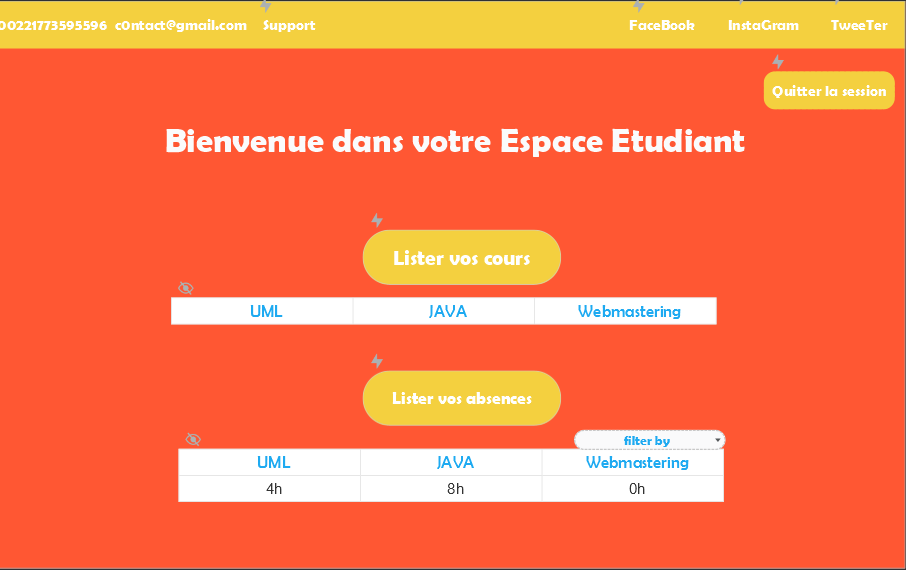 00221773595596 c0ntact@gmail.com Support FaceBook InstaGram TweeTer
Quitter la session
Bienvenue dans votre Espace Etudiant
Lister vos cours
UML JAVA Webmastering
Lister vos absences
filter by
UML JAVA Webmastering
4h 8h 0h